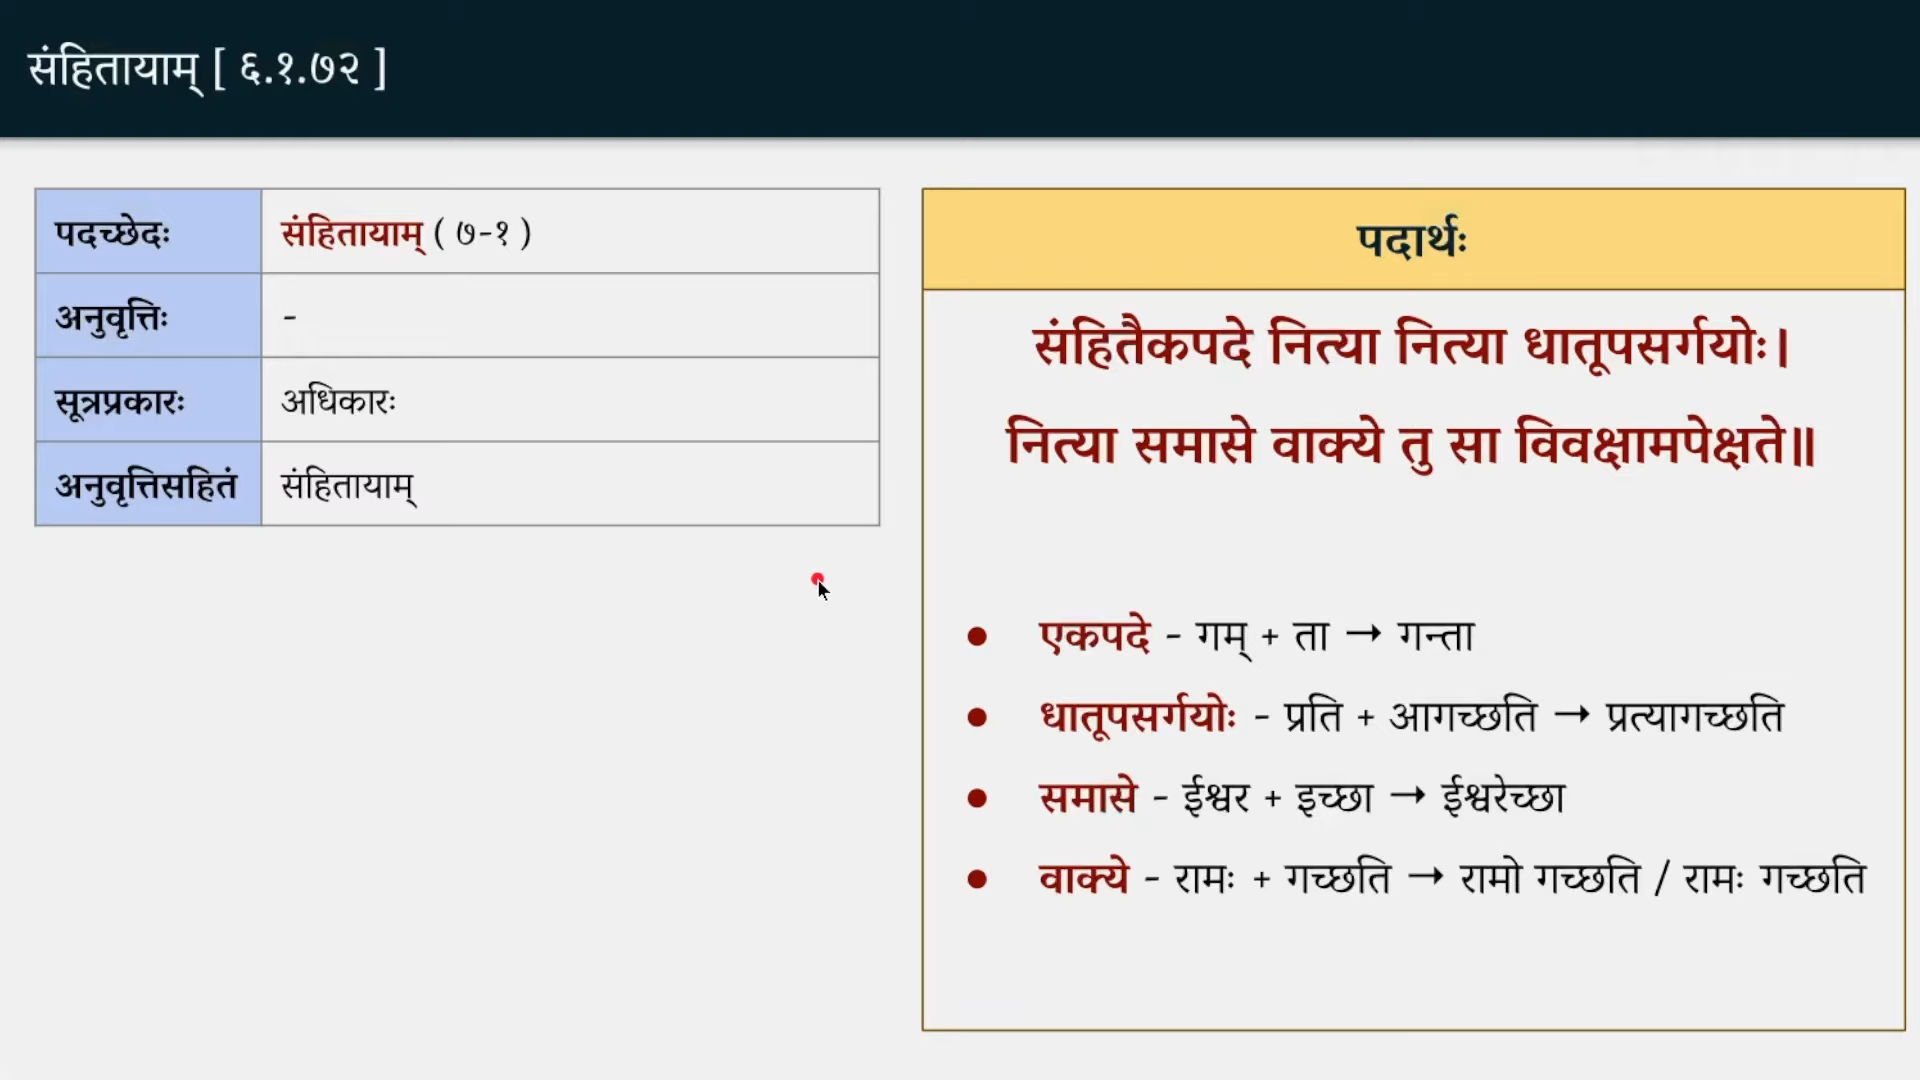 संहितायाम् [ ६.१.७२ ]
पदच्छेदः संहितायाम् ( ७-१ )
अनुवृत्तिः -
सूत्रप्रकारः अधिकारः
अनुवृत्तिसहितं संहितायाम्
पदार्थः
संहितैकपदे नित्या नित्या धातूपसर्गयोः।
नित्या समासे वाक्ये तु सा विवक्षामपेक्षते॥
● एकपदे - गम् + ता → गन्ता
● धातूपसर्गयोः - प्रति + आगच्छति → प्रत्यागच्छति
● समासे - ईश्वर + इच्छा → ईश्वरेच्छा
● वाक्ये - रामः + गच्छति → रामो गच्छति / रामः गच्छति